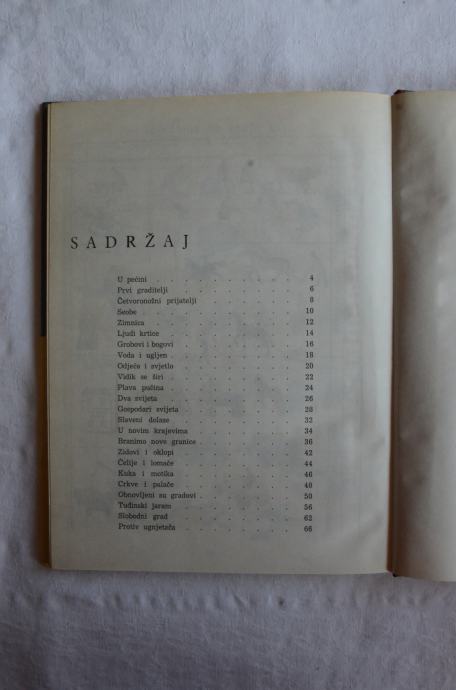 SADRŽAJ
U pećini . . . . . . . . . . 4
Prvi graditelji . . . . . . . . 6
Četvoronožni prijatelji . . . . . . . 8
Seobe . . . . . . . . . . 10
Zimnica . . . . . . . . . . 12
Ljudi krtice . . . . . . . . . 14
Grobovi i bogovi . . . . . . . . 16
Voda i ugljen . . . . . . . . . 18
Odjeća i svjetlo . . . . . . . . 20
Vidik se širi . . . . . . . . . 22
Plava pučina . . . . . . . . . 24
Dva svijeta . . . . . . . . . 26
Gospodari svijeta . . . . . . . . 28
Slaveni dolaze . . . . . . . . 32
U novim krajevima . . . . . . . . 34
Branimo nove granice . . . . . . . 36
Zidovi i oklopi . . . . . . . . 42
Ćelije i lomače . . . . . . . . 44
Kuka i motika . . . . . . . . 46
Crkve i palače . . . . . . . . 48
Obnovljeni su gradovi . . . . . . . 50
Tuđinski jaram . . . . . . . . 56
Slobodni grad . . . . . . . . 62
Protiv ugnjetača . . . . . . . . 66